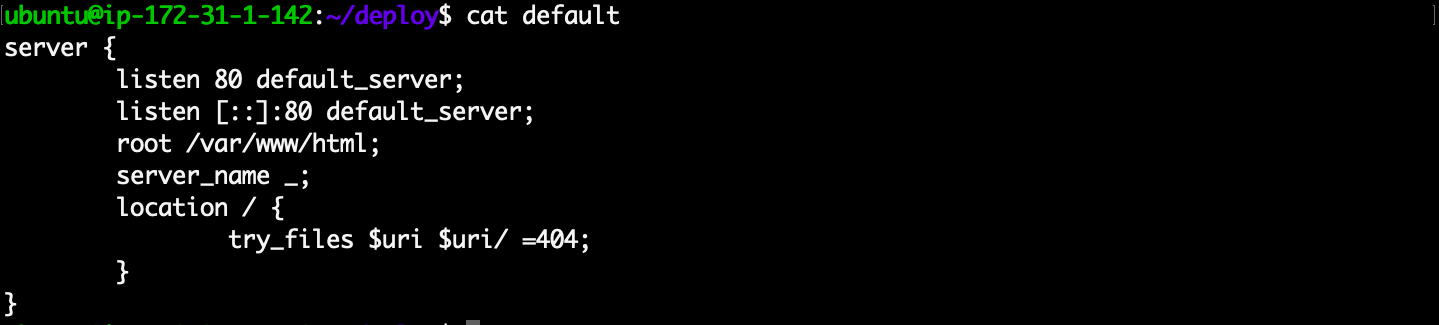 ubuntu@ip-172-31-1-142:~/deploy$ cat default
server {
        listen 80 default_server;
        listen [::]:80 default_server;
        root /var/www/html;
        server_name _;
        location / {
                try_files $uri $uri/ =404;
        }
}